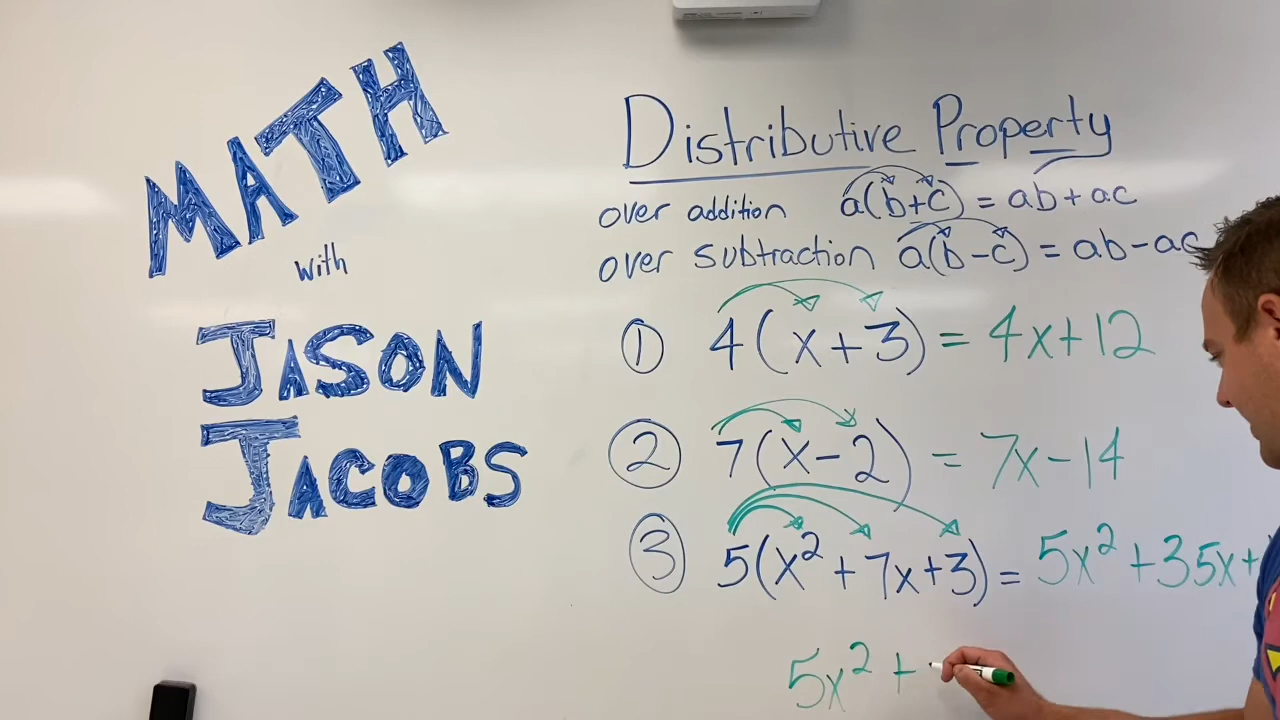 MATH
with
JASON
JACOBS
Distributive Property
over addition a(b+c) = ab+ac
over subtraction a(b-c) = ab-ac
① 4(x+3) = 4x+12
② 7(x-2) = 7x-14
③ 5(x²+7x+3) = 5x²+35x+
5x²+